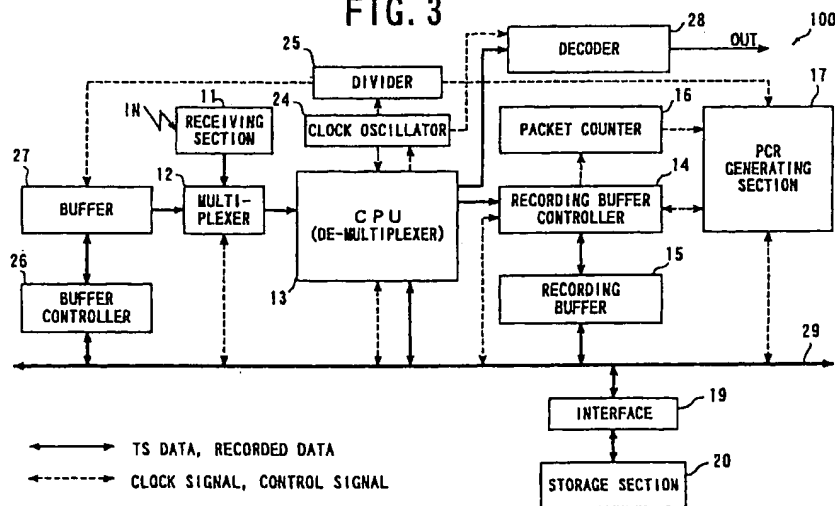 FIG. 3
28
DECODER
OUT
100
25
DIVIDER
17
24
CLOCK OSCILLATOR
16
PACKET COUNTER
PCR
GENERATING
SECTION
IN
11
RECEIVING
SECTION
27
BUFFER
12
MULTI-
PLEXER
CPU
(DE-MULTIPLEXER)
13
14
RECORDING BUFFER
CONTROLLER
26
BUFFER
CONTROLLER
15
RECORDING
BUFFER
29
INTERFACE
19
TS DATA, RECORDED DATA
CLOCK SIGNAL, CONTROL SIGNAL
STORAGE SECTION
20